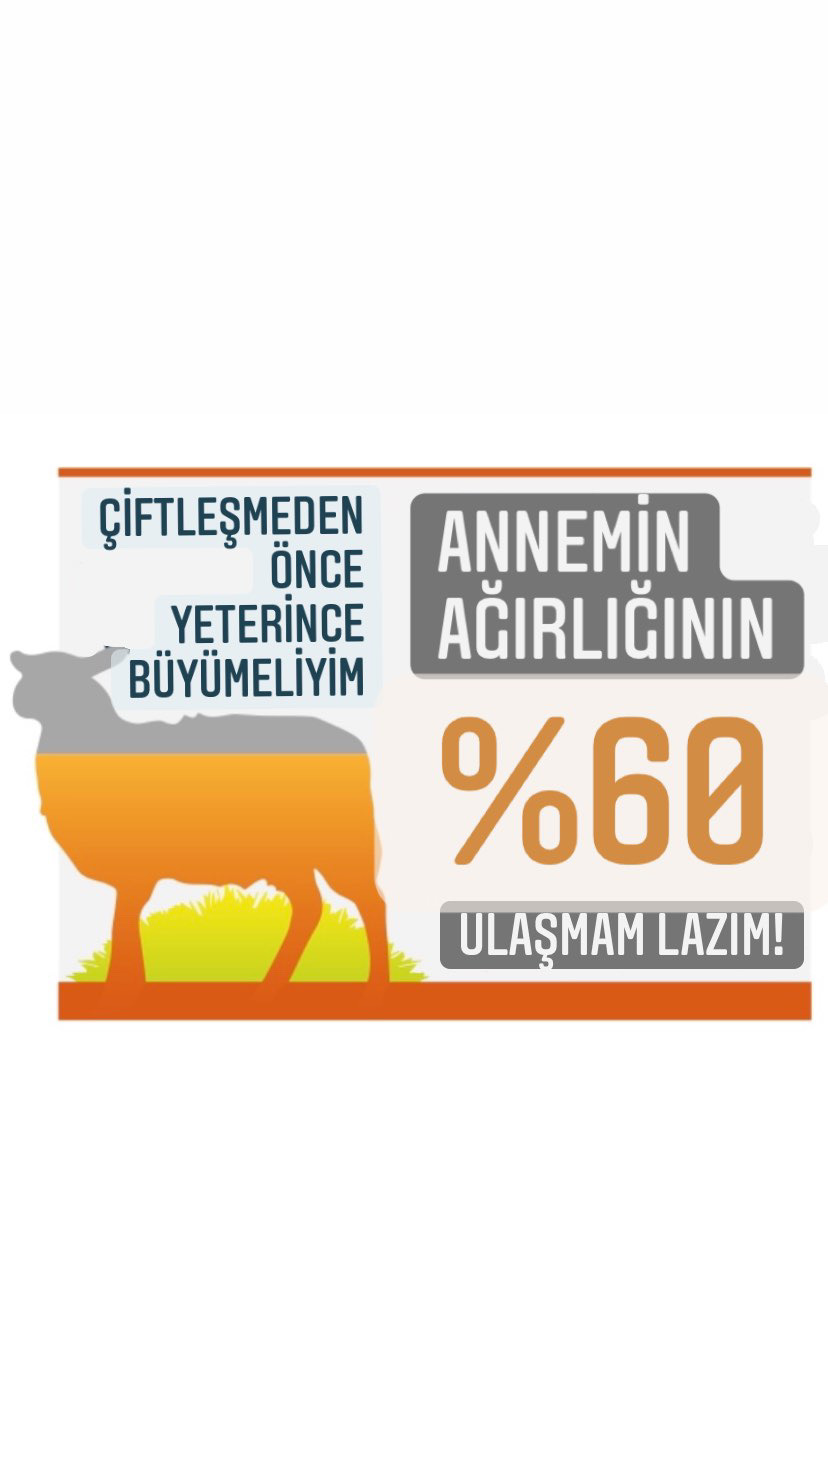 ÇİFTLEŞMEDEN
ÖNCE
YETERİNCE
BÜYÜMELİYİM
ANNEMİN
AĞIRLIĞININ
%60
ULAŞMAM LAZIM!